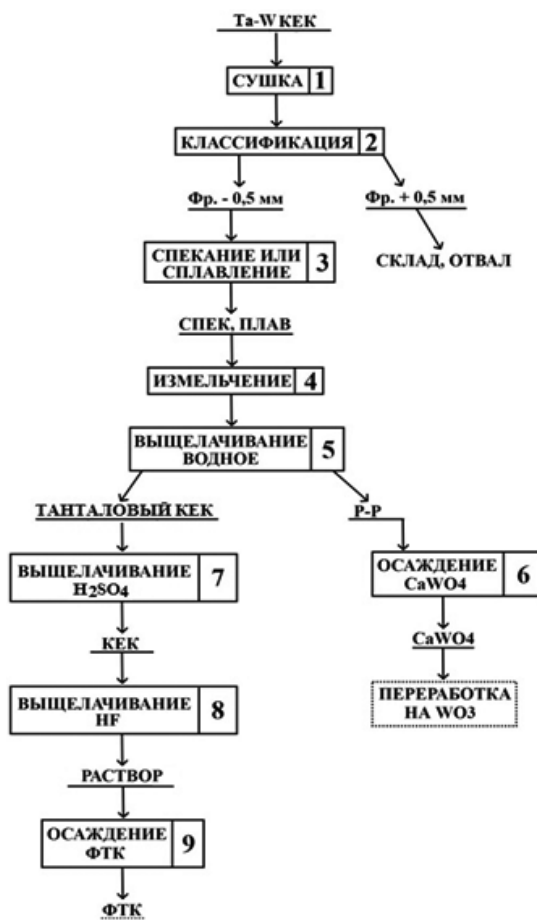 Ta-W КЕК
СУШКА 1
КЛАССИФИКАЦИЯ 2
Фр. - 0,5 мм
Фр. + 0,5 мм
СПЕКАНИЕ ИЛИ
СПЛАВЛЕНИЕ 3
СКЛАД, ОТВАЛ
СПЕК, ПЛАВ
ИЗМЕЛЬЧЕНИЕ 4
ВЫЩЕЛАЧИВАНИЕ
ВОДНОЕ 5
ТАНТАЛОВЫЙ КЕК
Р-Р
ВЫЩЕЛАЧИВАНИЕ
H2SO4 7
ОСАЖДЕНИЕ
CaWO4 6
КЕК
CaWO4
ВЫЩЕЛАЧИВАНИЕ
HF 8
ПЕРЕРАБОТКА
НА WO3
РАСТВОР
ОСАЖДЕНИЕ
ФТК 9
ФТК